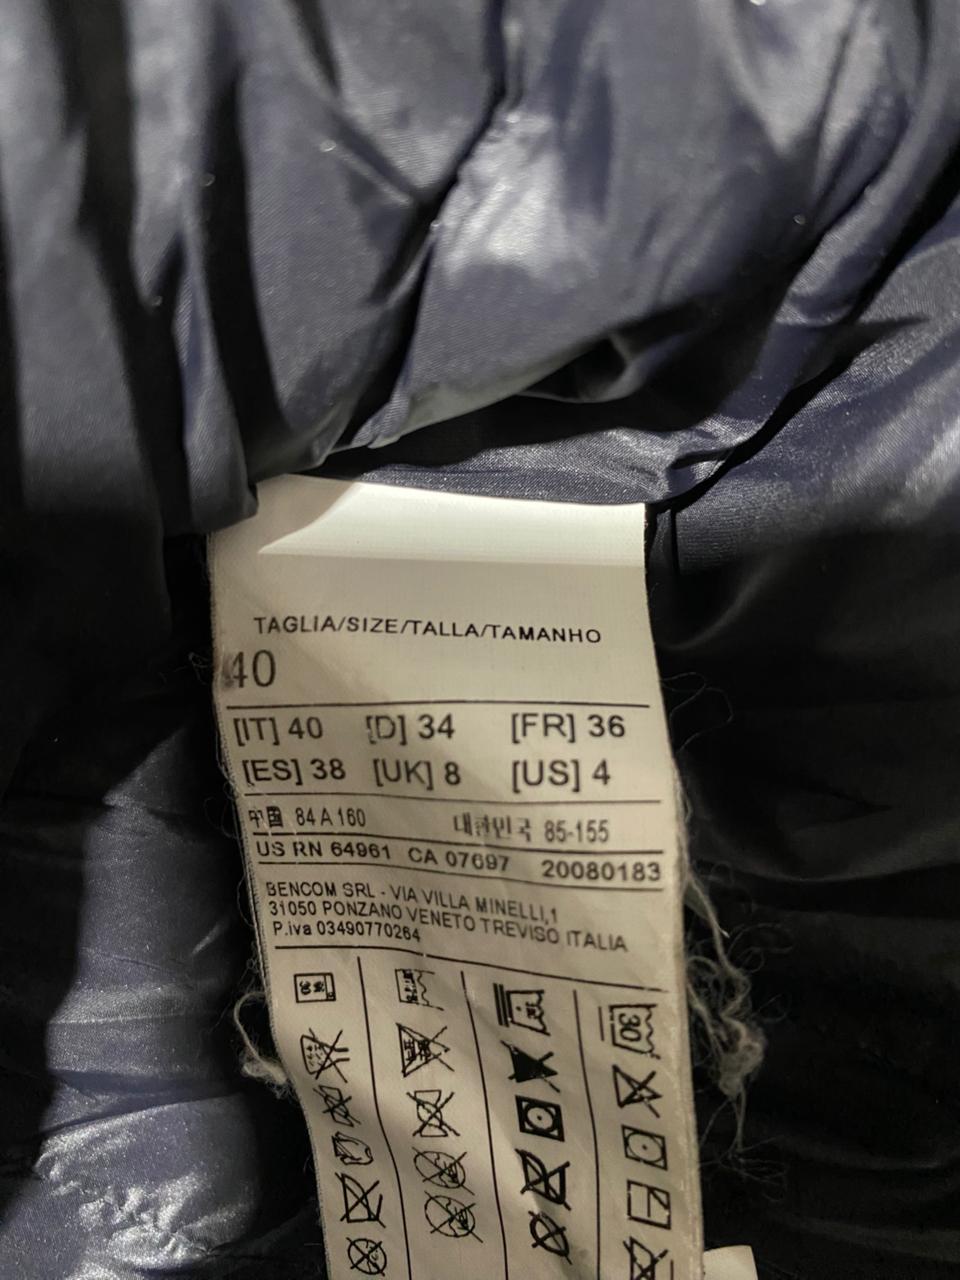 TAGLIA/SIZE/TALLA/TAMANHO
40
[IT] 40 [D] 34 [FR] 36
[ES] 38 [UK] 8 [US] 4
中国 84 A 160 대한민국 85-155
US RN 64961 CA 07697 20080183
BENCOM SRL - VIA VILLA MINELLI,1
31050 PONZANO VENETO TREVISO ITALIA
P.iva 03490770264
30